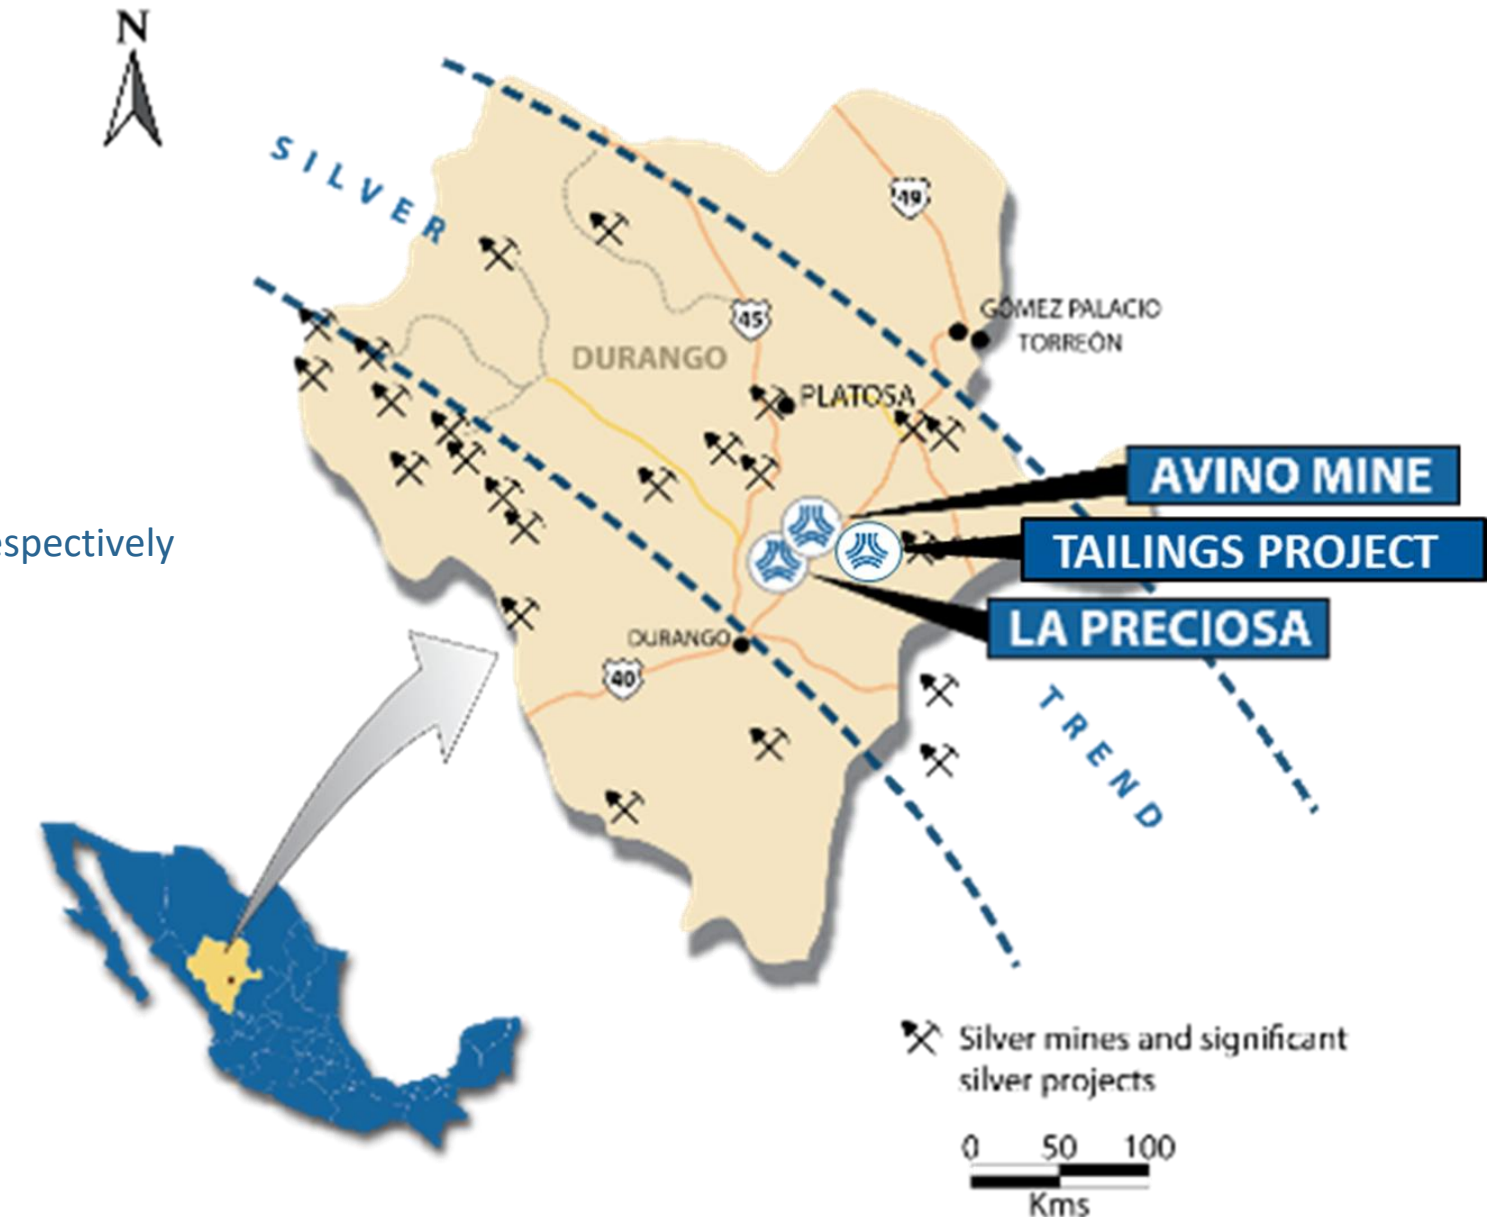 N
SILVER
49
GÓMEZ PALACIO
TORREÓN
45
DURANGO
PLATOSA
AVINO MINE
espectively
TAILINGS PROJECT
LA PRECIOSA
DURANGO
40
TREND
Silver mines and significant
silver projects
0 50 100
Kms